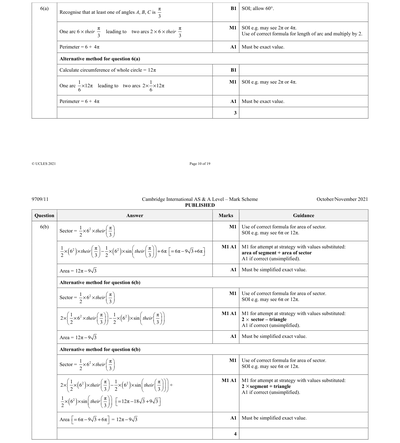 6(a) Recognise that at least one of angles A, B, C is π/3 B1 SOI, allow 60°.
One arc 6 × their π/3 leading to two arcs 2 × 6 × their π/3 M1 SOI e.g. may see 2π or 4π.
Use of correct formula for length of arc and multiply by 2.
Perimeter = 6 + 4π A1 Must be exact value.
Alternative method for question 6(a)
Calculate circumference of whole circle = 12π B1
One arc 1/6 × 12π leading to two arcs 2 × 1/6 × 12π M1 SOI e.g. may see 2π or 4π.
Perimeter = 6 + 4π A1 Must be exact value.
3
© UCLES 2021 Page 10 of 19
9709/11 Cambridge International AS & A Level – Mark Scheme October/November 2021
PUBLISHED
Question Answer Marks Guidance
6(b) Sector = 1/2 × 6² × their (π/3) M1 Use of correct formula for area of sector.
SOI e.g. may see 6π or 12π.
1/2 × (6²) × their (π/3) − 1/2 × (6²) × sin(their (π/3)) + 6π [= 6π − 9√3 + 6π] M1 A1 M1 for attempt at strategy with values substituted:
area of segment + area of sector
A1 if correct (unsimplified).
Area = 12π − 9√3 A1 Must be simplified exact value.
Alternative method for question 6(b)
Sector = 1/2 × 6² × their (π/3) M1 Use of correct formula for area of sector.
SOI e.g. may see 6π or 12π.
2 × (1/2 × (6²) × their (π/3)) − 1/2 × (6²) × sin(their (π/3)) M1 A1 M1 for attempt at strategy with values substituted:
2 × sector – triangle
A1 if correct (unsimplified).
Area = 12π − 9√3 A1 Must be simplified exact value.
Alternative method for question 6(b)
Sector = 1/2 × 6² × their (π/3) M1 Use of correct formula for area of sector.
SOI e.g. may see 6π or 12π.
2 × (1/2 × (6²) × their (π/3) − 1/2 × (6²) × sin(their (π/3))) + M1 A1 M1 for attempt at strategy with values substituted:
2 × segment + triangle
1/2 × (6²) × sin(their (π/3)) [= 12π − 18√3 + 9√3] A1 if correct (unsimplified).
Area [= 6π − 9√3 + 6π] = 12π − 9√3 A1 Must be simplified exact value.
4